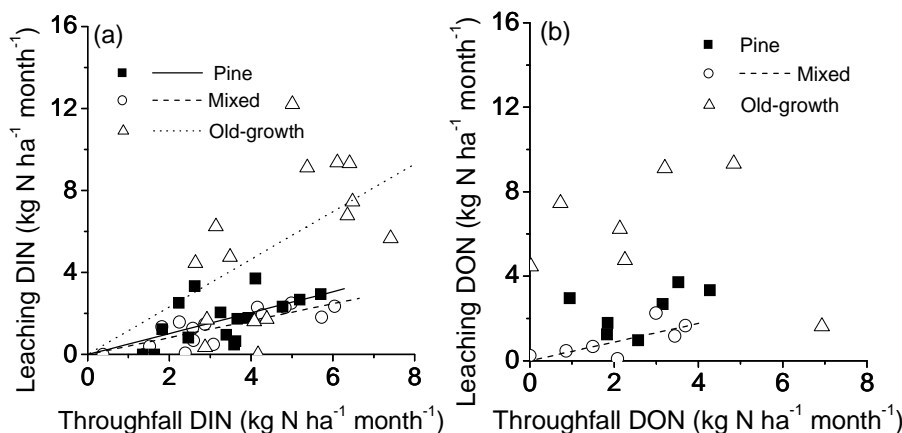 (a)
Pine
Mixed
Old-growth
Leaching DIN (kg N ha⁻¹ month⁻¹)
16
12
8
4
0
0 2 4 6 8
Throughfall DIN (kg N ha⁻¹ month⁻¹)
(b)
Pine
Mixed
Old-growth
Leaching DON (kg N ha⁻¹ month⁻¹)
16
12
8
4
0
0 2 4 6 8
Throughfall DON (kg N ha⁻¹ month⁻¹)